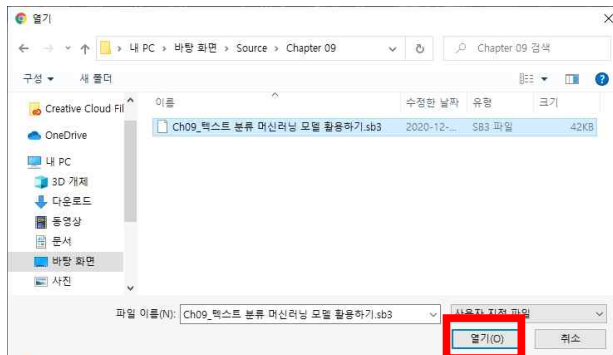 열기
내 PC > 바탕 화면 > Source > Chapter 09
Chapter 09 검색
구성
새 폴더
이름
수정한 날짜
유형
크기
Creative Cloud Fil
OneDrive
내 PC
3D 개체
다운로드
동영상
문서
바탕 화면
사진
Ch09_텍스트 분류 머신러닝 모델 활용하기.sb3
2020-12-...
SB3 파일
42KB
파일 이름(N):
Ch09_텍스트 분류 머신러닝 모델 활용하기.sb3
사용자 지정 파일
열기(O)
취소